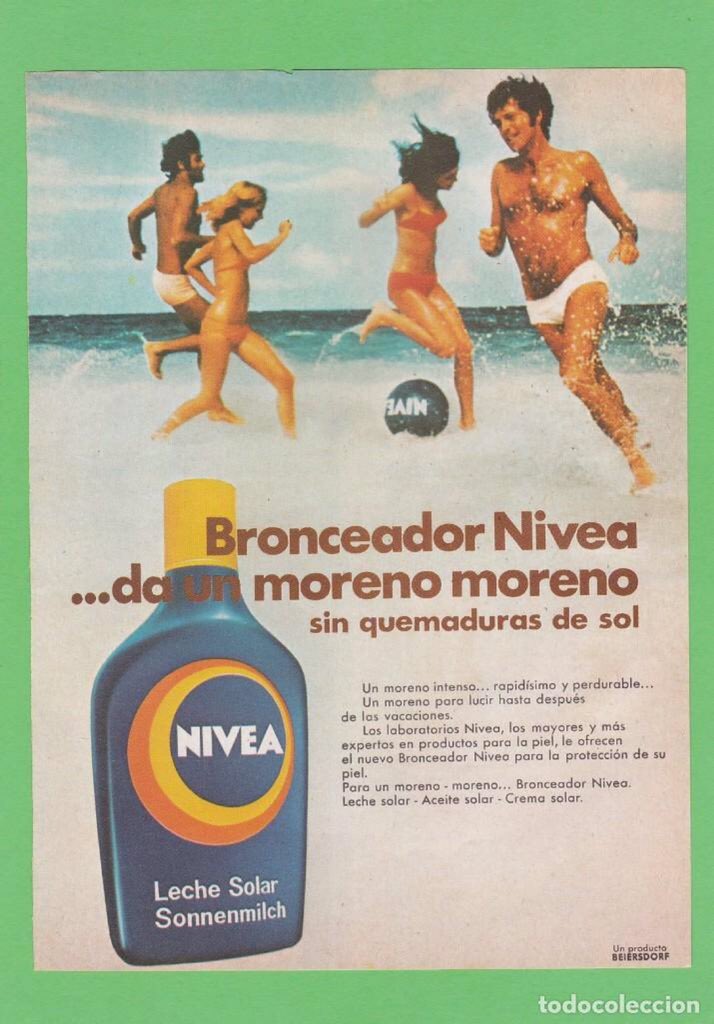 NIVEA
Bronceador Nivea
...da un moreno moreno
sin quemaduras de sol
Un moreno intenso... rapidísimo y perdurable...
Un moreno para lucir hasta después
de las vacaciones.
Los laboratorios Nivea, los mayores y más
expertos en productos para la piel, le ofrecen
el nuevo Bronceador Nivea para la protección de su
piel.
Para un moreno - moreno... Bronceador Nivea.
Leche solar - Aceite solar - Crema solar.
NIVEA
Leche Solar
Sonnenmilch
Un producto
BEIERSDORF
todocoleccion